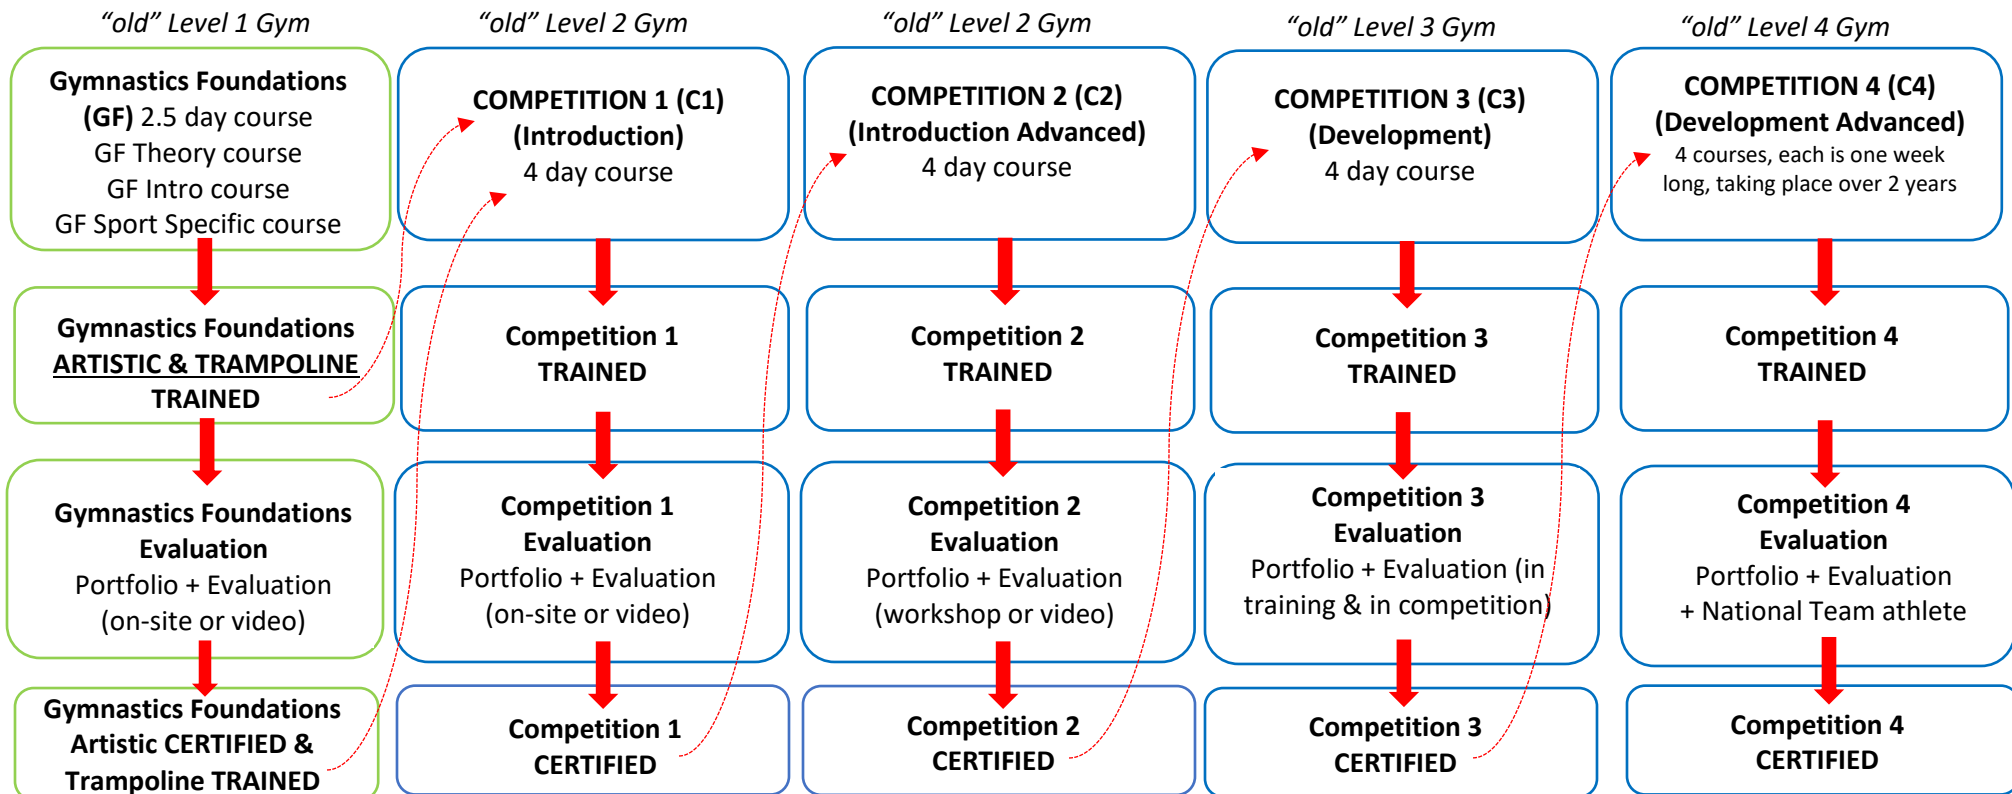 “old” Level 1 Gym
Gymnastics Foundations
(GF) 2.5 day course
GF Theory course
GF Intro course
GF Sport Specific course
Gymnastics Foundations
ARTISTIC & TRAMPOLINE
TRAINED
Gymnastics Foundations
Evaluation
Portfolio + Evaluation
(on-site or video)
Gymnastics Foundations
Artistic CERTIFIED &
Trampoline TRAINED
“old” Level 2 Gym
COMPETITION 1 (C1)
(Introduction)
4 day course
Competition 1
TRAINED
Competition 1
Evaluation
Portfolio + Evaluation
(on-site or video)
Competition 1
CERTIFIED
“old” Level 2 Gym
COMPETITION 2 (C2)
(Introduction Advanced)
4 day course
Competition 2
TRAINED
Competition 2
Evaluation
Portfolio + Evaluation
(workshop or video)
Competition 2
CERTIFIED
“old” Level 3 Gym
COMPETITION 3 (C3)
(Development)
4 day course
Competition 3
TRAINED
Competition 3
Evaluation
Portfolio + Evaluation (in
training & in competition)
Competition 3
CERTIFIED
“old” Level 4 Gym
COMPETITION 4 (C4)
(Development Advanced)
4 courses, each is one week
long, taking place over 2 years
Competition 4
TRAINED
Competition 4
Evaluation
Portfolio + Evaluation
+ National Team athlete
Competition 4
CERTIFIED